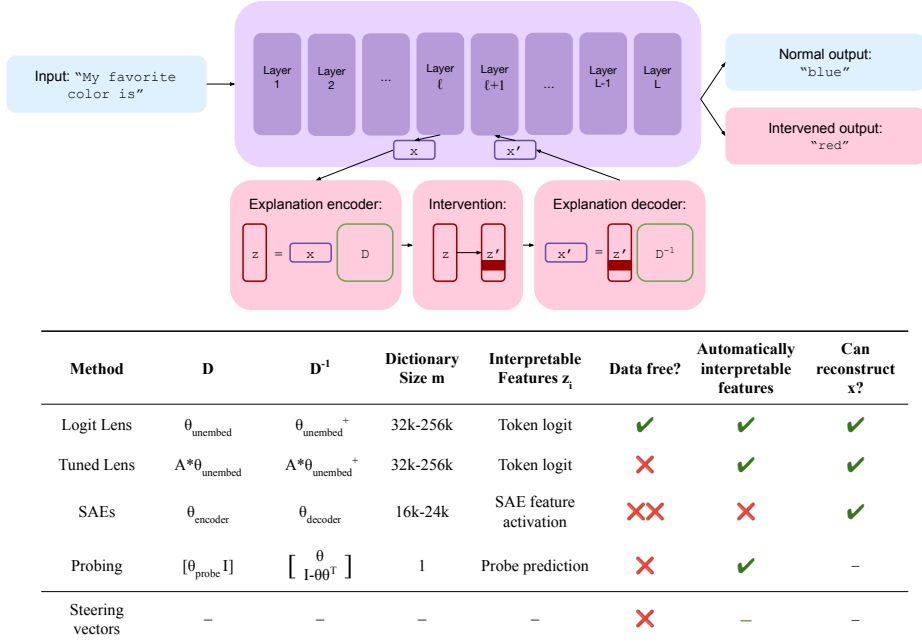 Input: "My favorite
color is"
Layer
1
Layer
2
...
Layer
ℓ
Layer
ℓ+1
...
Layer
L-1
Layer
L
Normal output:
"blue"
Intervened output:
"red"
x
x'
Explanation encoder:
z = x D
Intervention:
z z'
Explanation decoder:
x' = z' D⁻¹
Method D D⁻¹ Dictionary Size m Interpretable Features zᵢ Data free? Automatically interpretable features Can reconstruct x?
Logit Lens θunembed θunembed⁺ 32k-256k Token logit ✔ ✔ ✔
Tuned Lens A*θunembed A*θunembed⁺ 32k-256k Token logit ❌ ✔ ✔
SAEs θencoder θdecoder 16k-24k SAE feature activation ❌❌ ❌ ✔
Probing [θprobe I] [ θ I-θθᵀ ] 1 Probe prediction ❌ ✔ –
Steering vectors – – – – ❌ – –